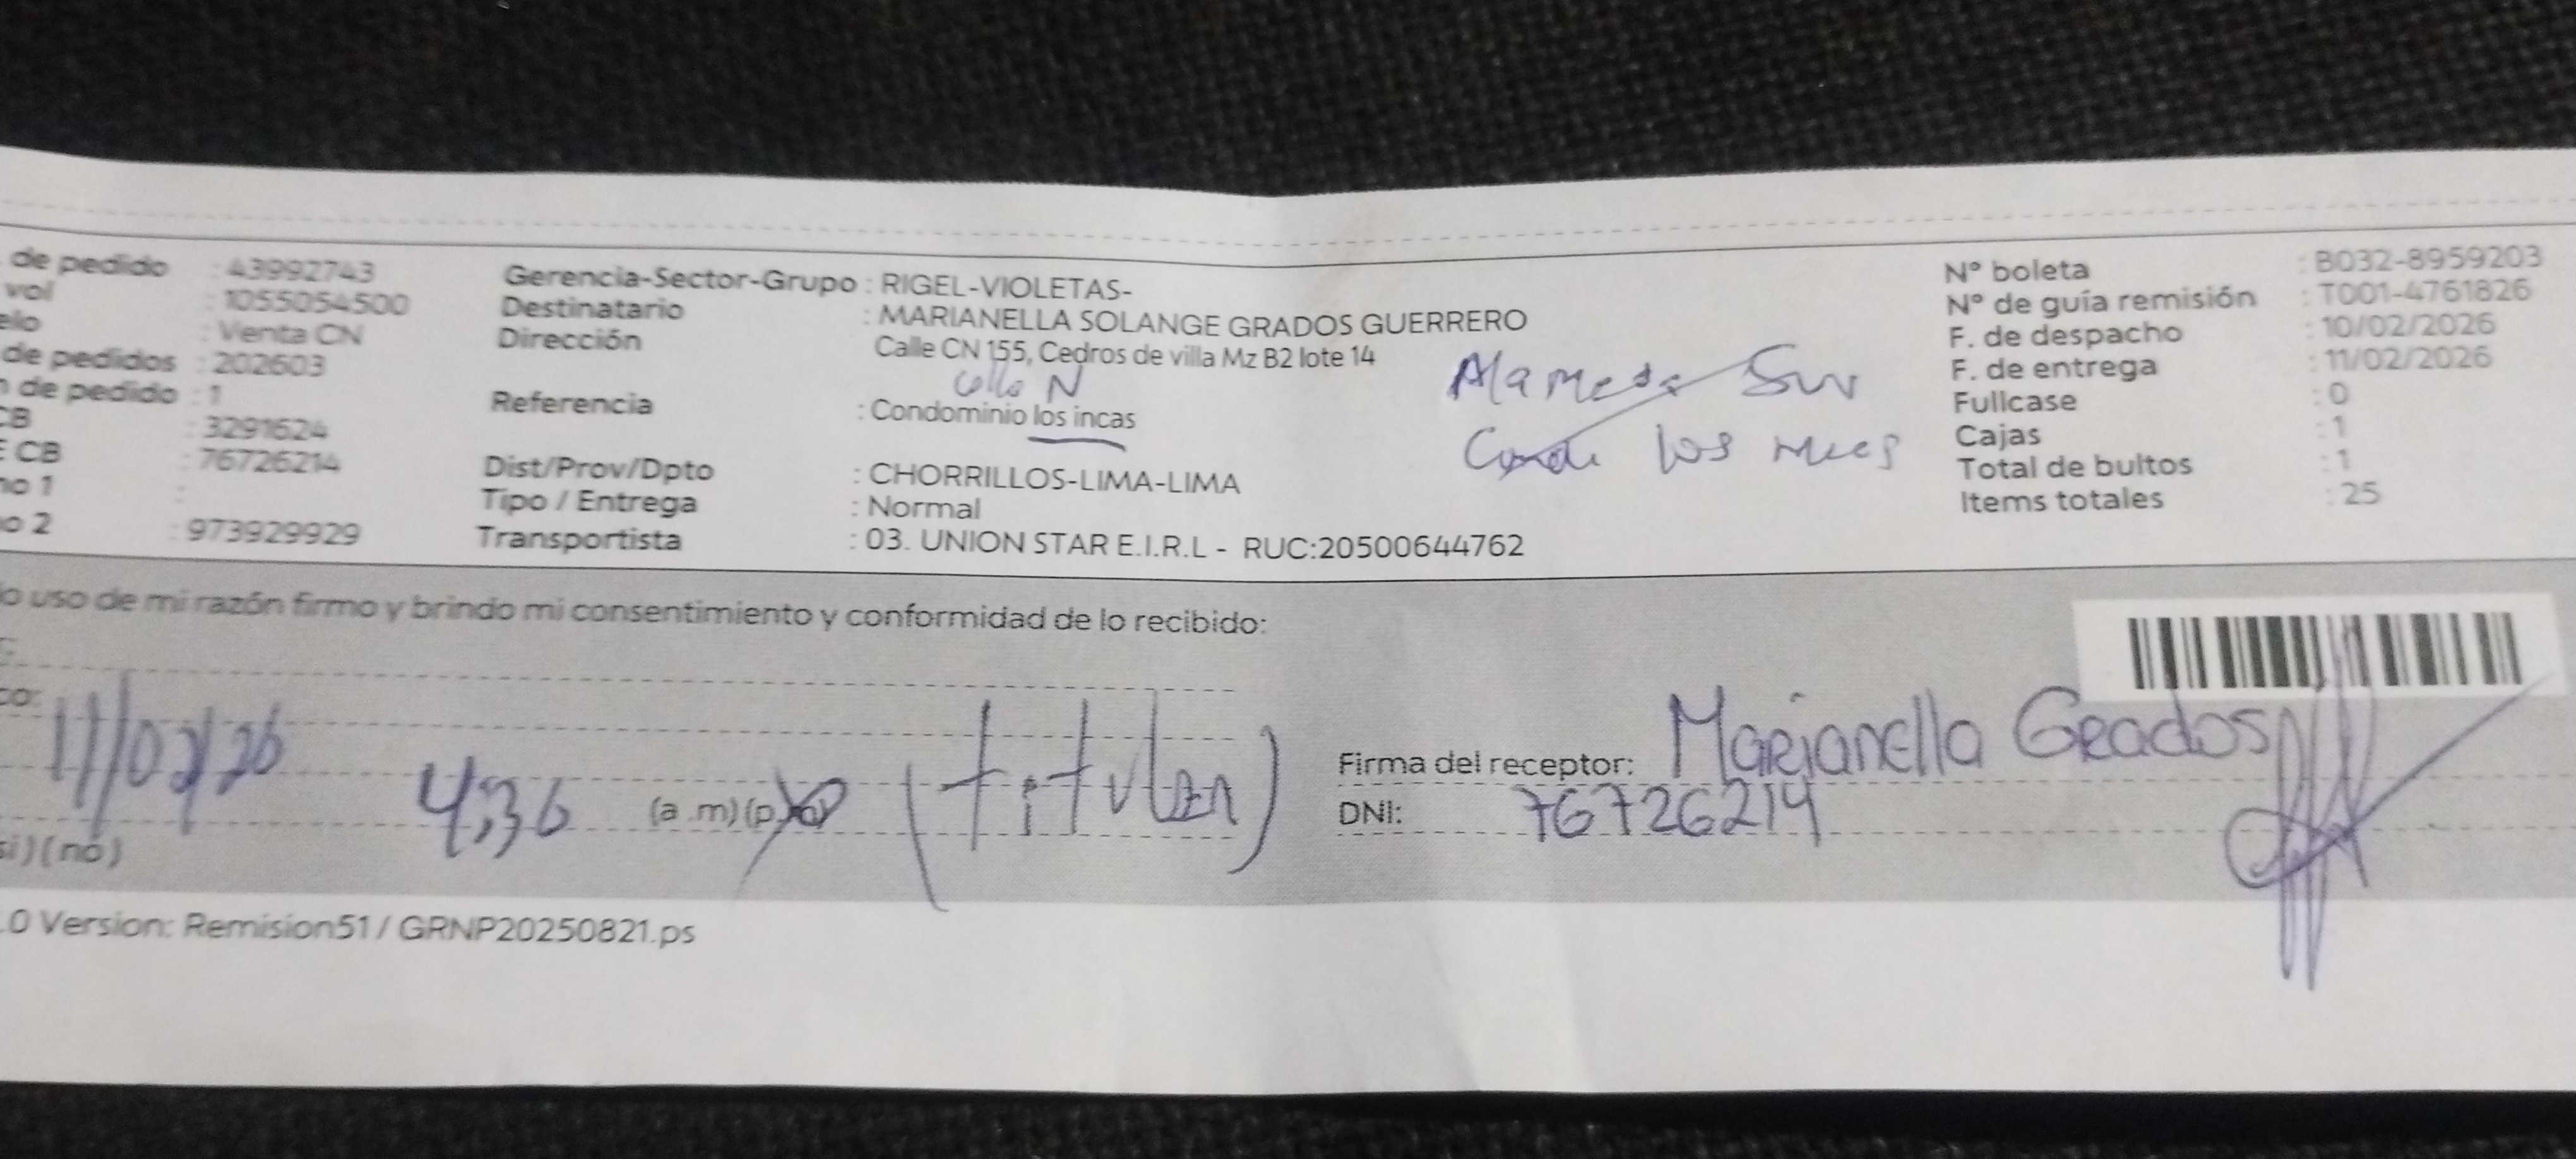 de pedido : 43992743
vol : 1055054500
elo : Venta CN
de pedidos : 202603
n de pedido : 1
CB : 3291624
E CB : 76726214
no 1 :
o 2 : 973929929
Gerencia-Sector-Grupo : RIGEL-VIOLETAS-
Destinatario : MARIANELLA SOLANGE GRADOS GUERRERO
Dirección Calle CN 155, Cedros de villa Mz B2 lote 14
Calle N
Referencia : Condominio los incas
Dist/Prov/Dpto : CHORRILLOS-LIMA-LIMA
Tipo / Entrega : Normal
Transportista : 03. UNION STAR E.I.R.L - RUC:20500644762
Alameda Sur
los
N° boleta : B032-8959203
N° de guía remisión : T001-4761826
F. de despacho : 10/02/2026
F. de entrega : 11/02/2026
Fullcase : 0
Cajas : 1
Total de bultos : 1
Items totales : 25
o uso de mi razón firmo y brindo mi consentimiento y conformidad de lo recibido:
co:
11/02/26
4:36 (a .m) (p
(titular)
si) (no)
Firma del receptor: Marianella Grados
DNI: 76726214
.0 Version: Remision51 / GRNP20250821.ps